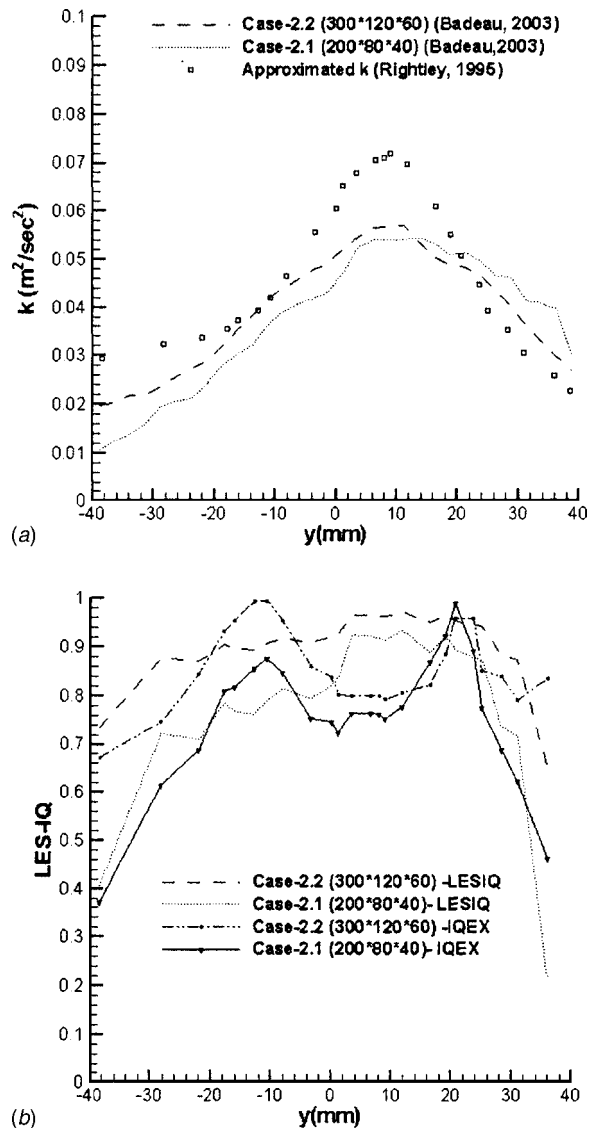 Case-2.2 (300*120*60) (Badeau, 2003)
Case-2.1 (200*80*40) (Badeau,2003)
Approximated k (Rightley, 1995)
0.1
0.09
0.08
0.07
0.06
0.05
0.04
0.03
0.02
0.01
0
k (m²/sec²)
-40 -30 -20 -10 0 10 20 30 40
y(mm)
(a)
1
0.9
0.8
0.7
0.6
0.5
0.4
0.3
0.2
0.1
0
LES-IQ
Case-2.2 (300*120*60) -LESIQ
Case-2.1 (200*80*40)- LESIQ
Case-2.2 (300*120*60) -IQEX
Case-2.1 (200*80*40)- IQEX
-40 -30 -20 -10 0 10 20 30 40
y(mm)
(b)